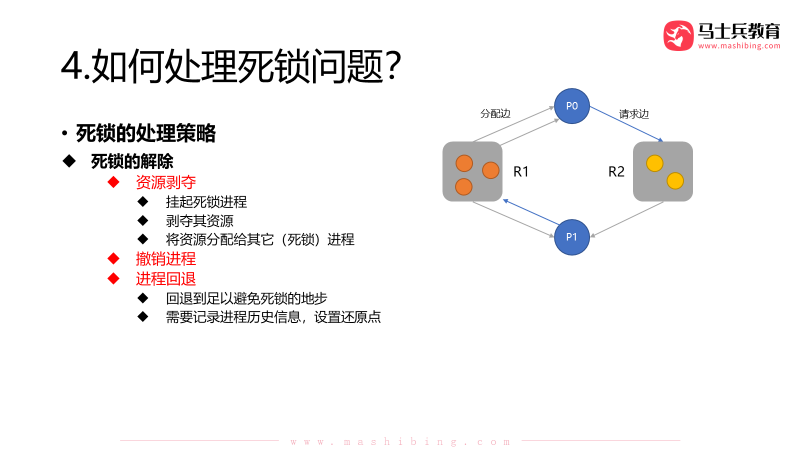 马士兵教育
www.mashibing.com
4.如何处理死锁问题？
• 死锁的处理策略
◆ 死锁的解除
◆ 资源剥夺
◆ 挂起死锁进程
◆ 剥夺其资源
◆ 将资源分配给其它（死锁）进程
◆ 撤销进程
◆ 进程回退
◆ 回退到足以避免死锁的地步
◆ 需要记录进程历史信息，设置还原点
P0
分配边
请求边
R1
R2
P1
www.mashibing.com